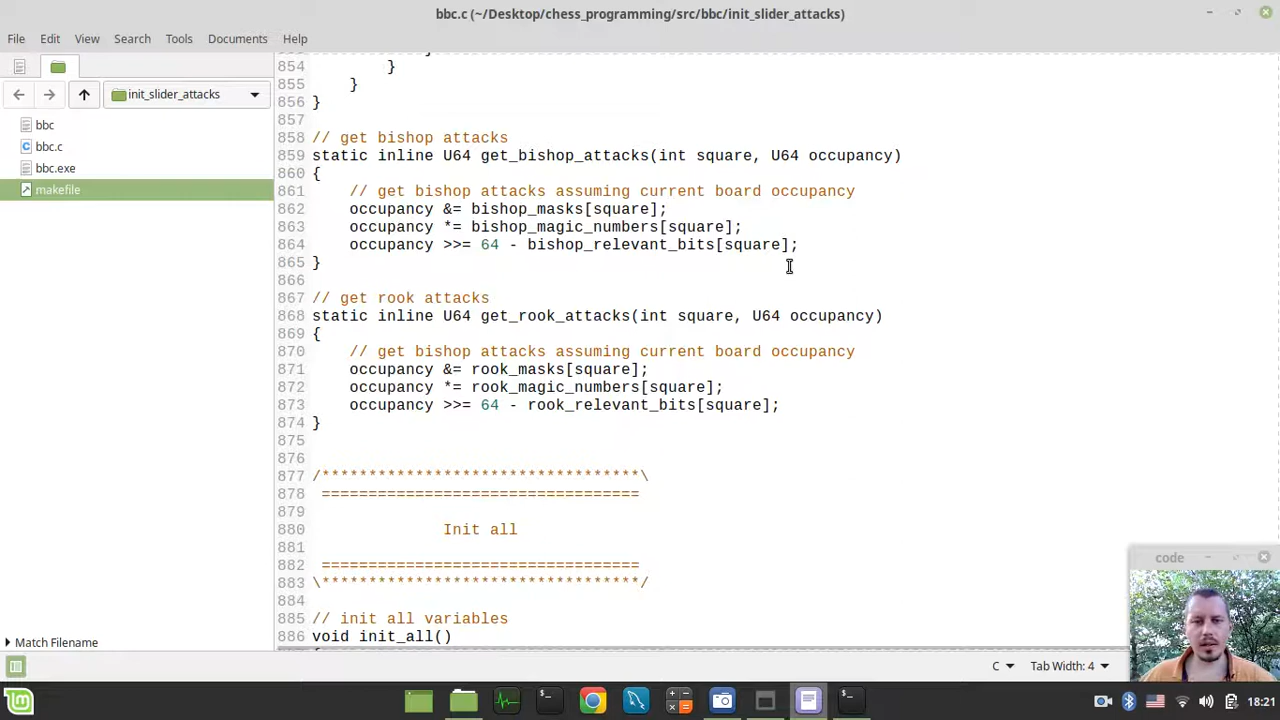 bbc.c (~/Desktop/chess_programming/src/bbc/init_slider_attacks)
File Edit View Search Tools Documents Help
init_slider_attacks
bbc
bbc.c
bbc.exe
makefile
Match Filename
854         }
855     }
856 }
857
858 // get bishop attacks
859 static inline U64 get_bishop_attacks(int square, U64 occupancy)
860 {
861     // get bishop attacks assuming current board occupancy
862     occupancy &= bishop_masks[square];
863     occupancy *= bishop_magic_numbers[square];
864     occupancy >>= 64 - bishop_relevant_bits[square];
865 }
866
867 // get rook attacks
868 static inline U64 get_rook_attacks(int square, U64 occupancy)
869 {
870     // get bishop attacks assuming current board occupancy
871     occupancy &= rook_masks[square];
872     occupancy *= rook_magic_numbers[square];
873     occupancy >>= 64 - rook_relevant_bits[square];
874 }
875
876
877 /**********************************\
878  ==================================
879
880              Init all
881
882  ==================================
883 \**********************************/
884
885 // init all variables
886 void init_all()
code
C Tab Width: 4
18:21